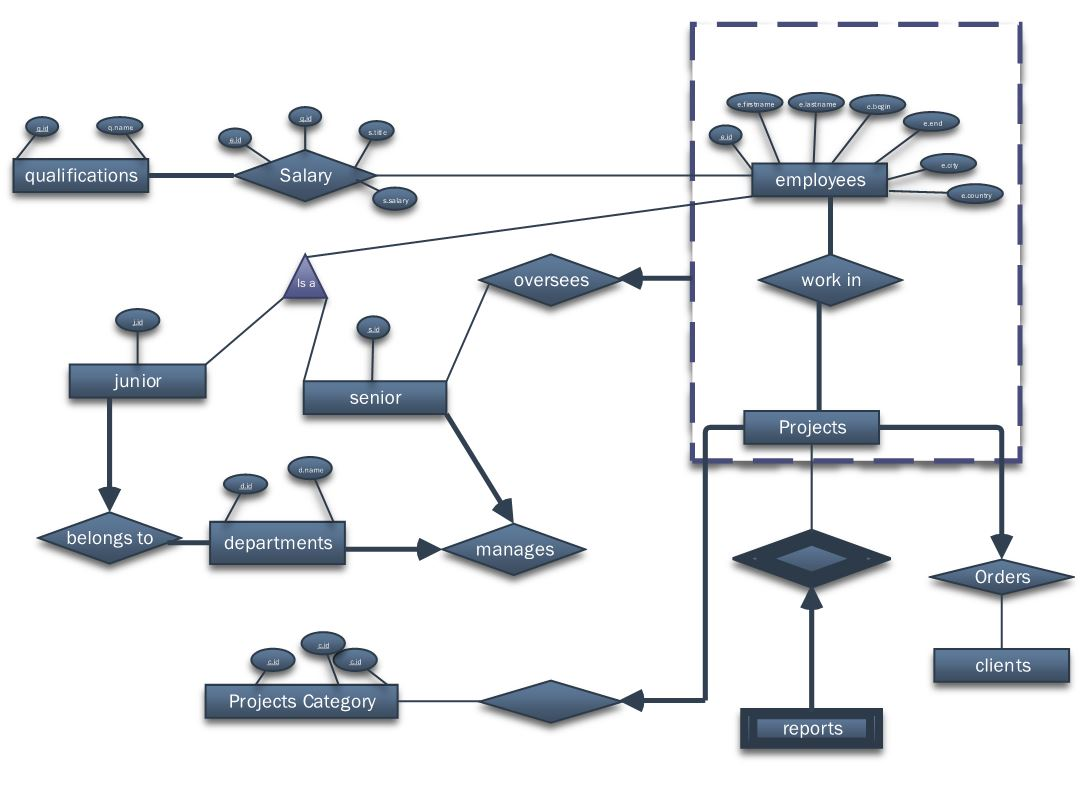 e.firstname
e.lastname
e.begin
e.end
e.id
e.city
e.country
employees
q.id
q.name
qualifications
e.id
q.id
s.title
s.salary
Salary
Is a
oversees
work in
j.id
junior
s.id
senior
Projects
d.id
d.name
belongs to
departments
manages
Orders
clients
c.id
c.id
c.id
Projects Category
reports